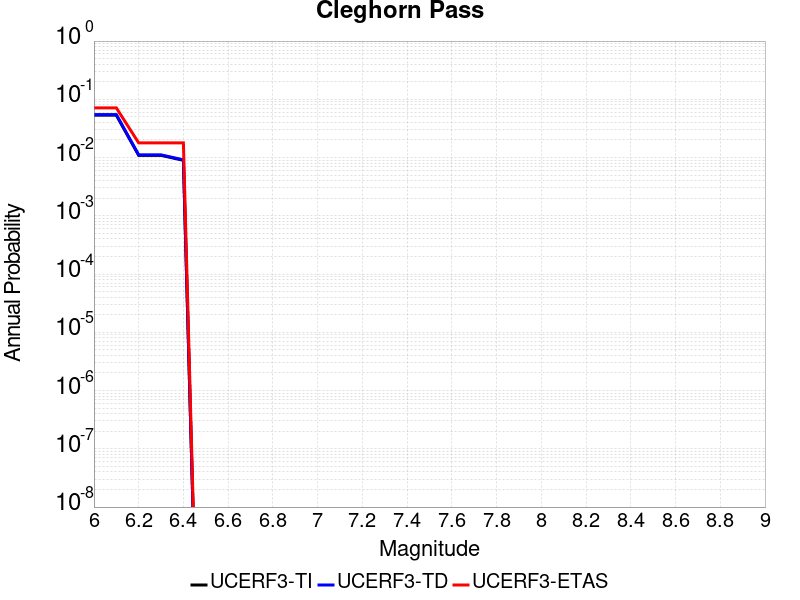 Cleghorn Pass
10^0
10^-1
10^-2
10^-3
10^-4
10^-5
10^-6
10^-7
10^-8
Annual Probability
6 6.2 6.4 6.6 6.8 7 7.2 7.4 7.6 7.8 8 8.2 8.4 8.6 8.8 9
Magnitude
UCERF3-TI UCERF3-TD UCERF3-ETAS